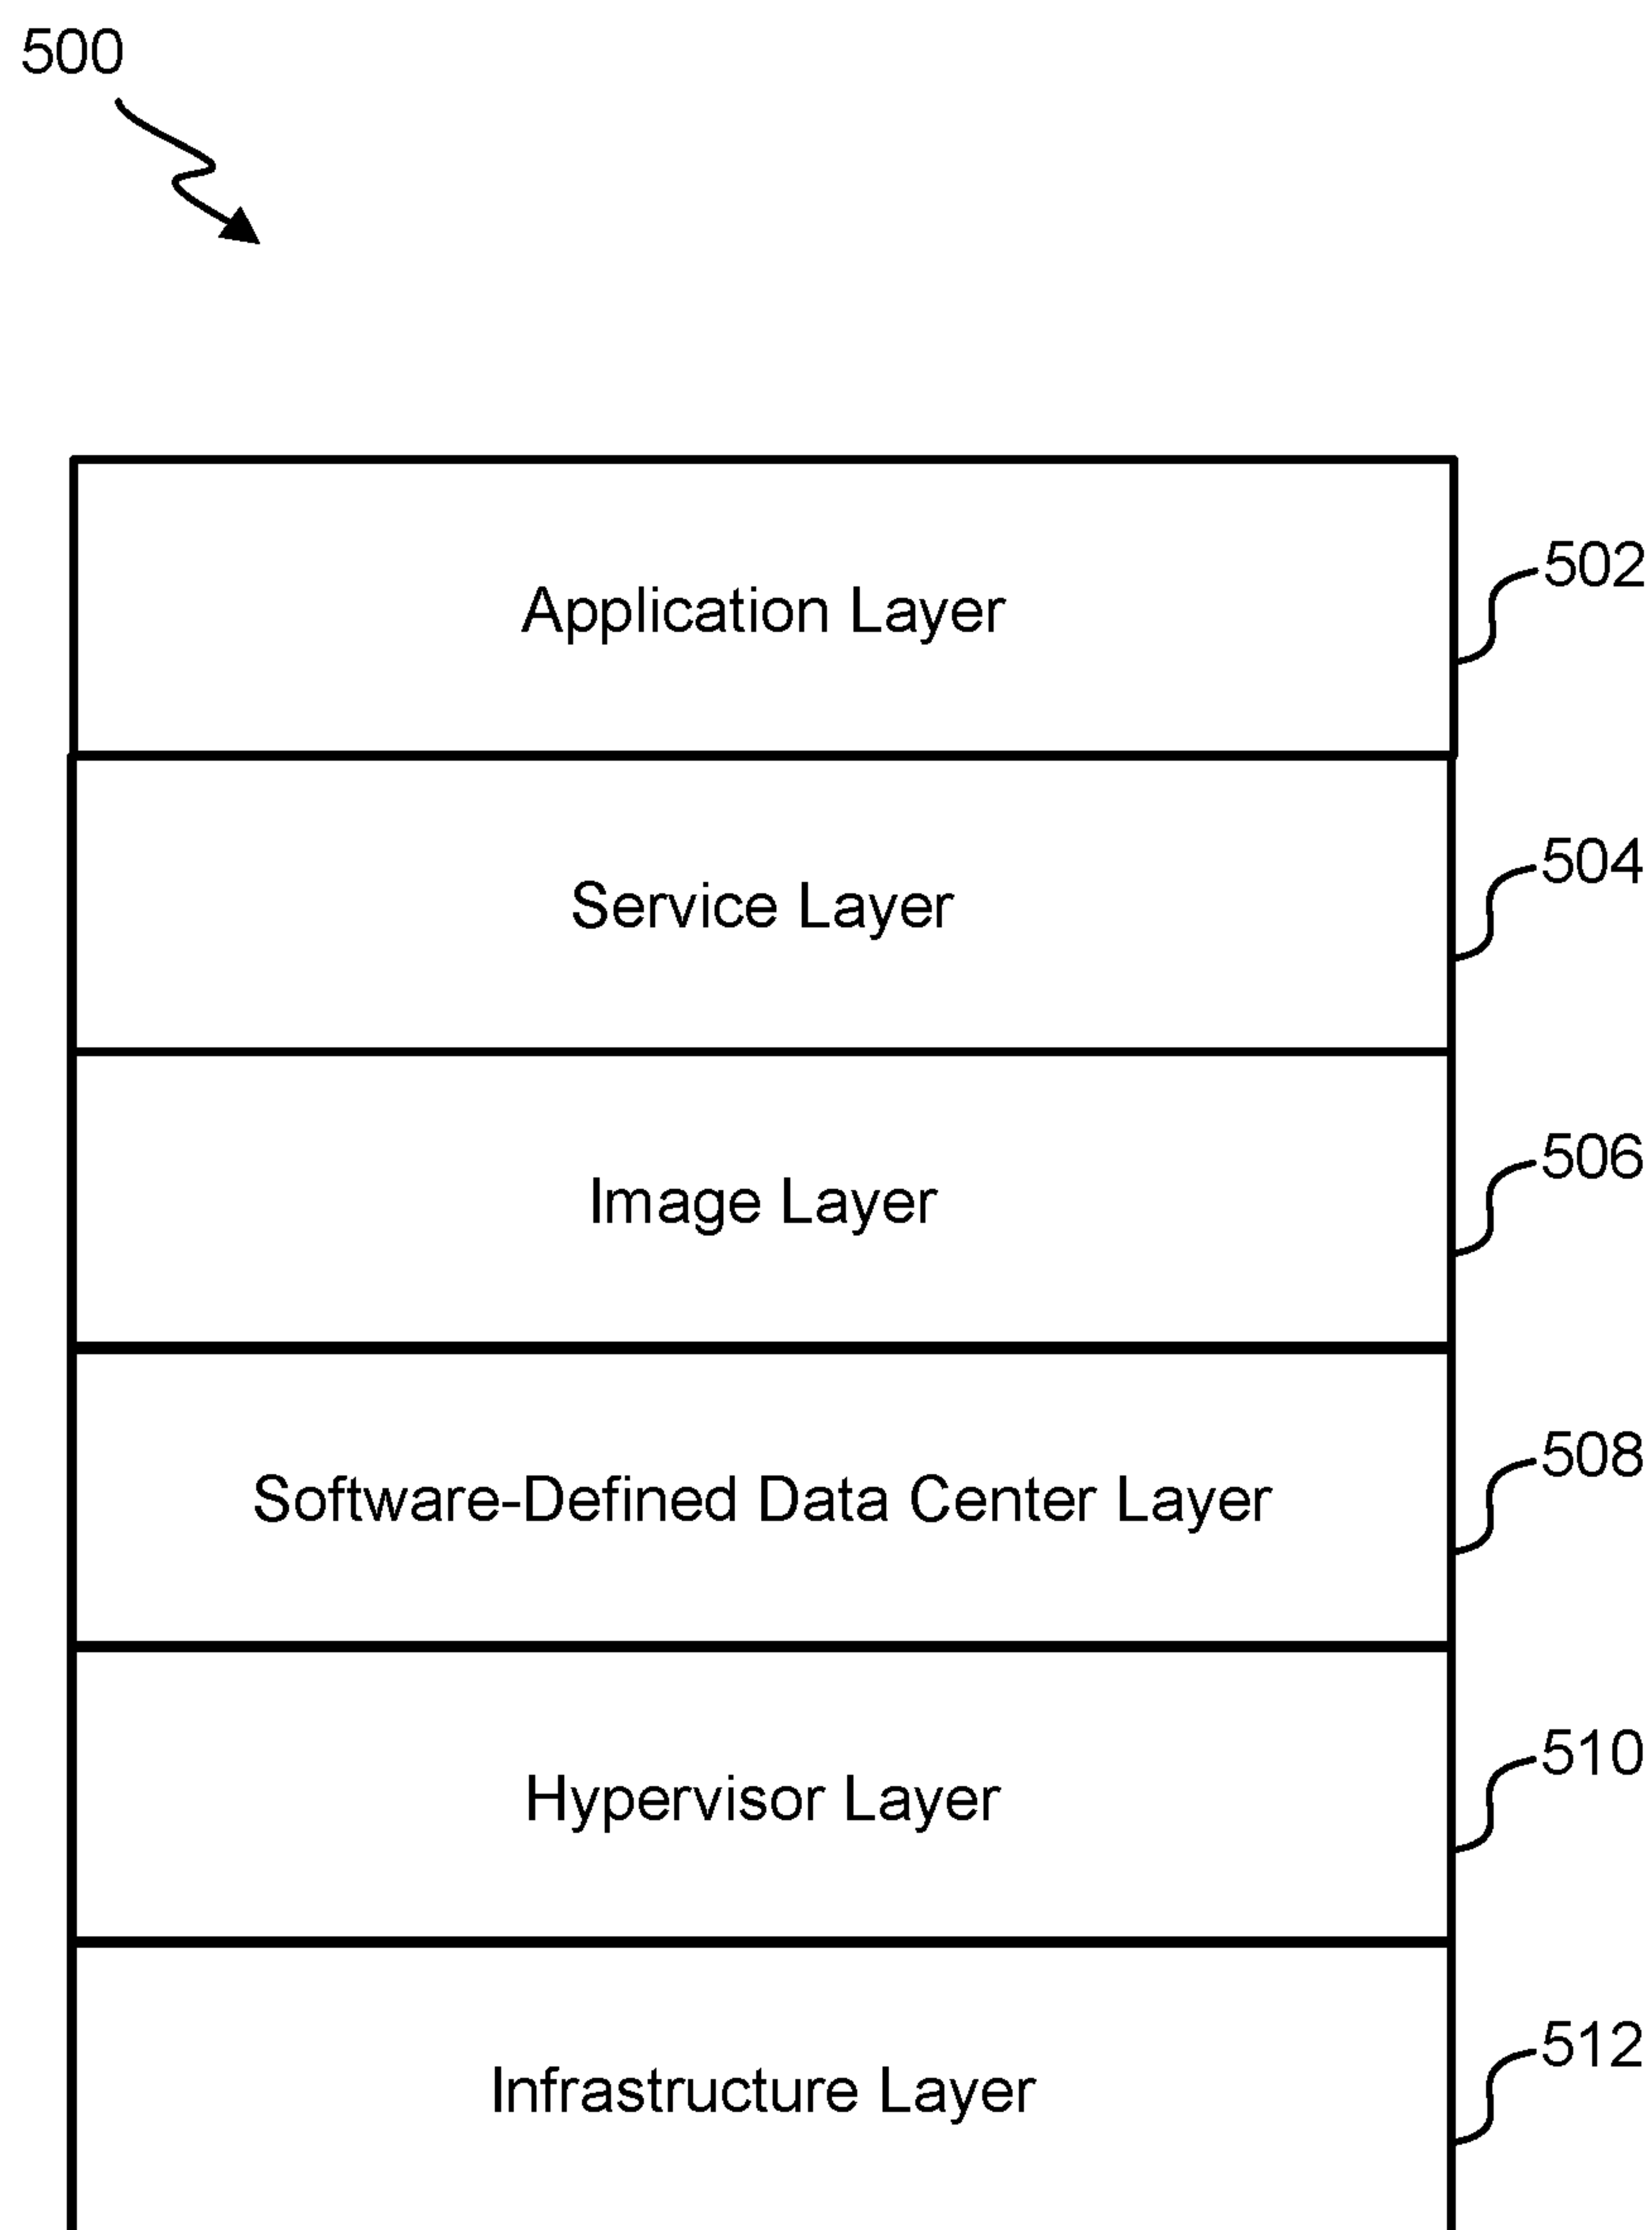 500
Application Layer
502
Service Layer
504
Image Layer
506
Software-Defined Data Center Layer
508
Hypervisor Layer
510
Infrastructure Layer
512